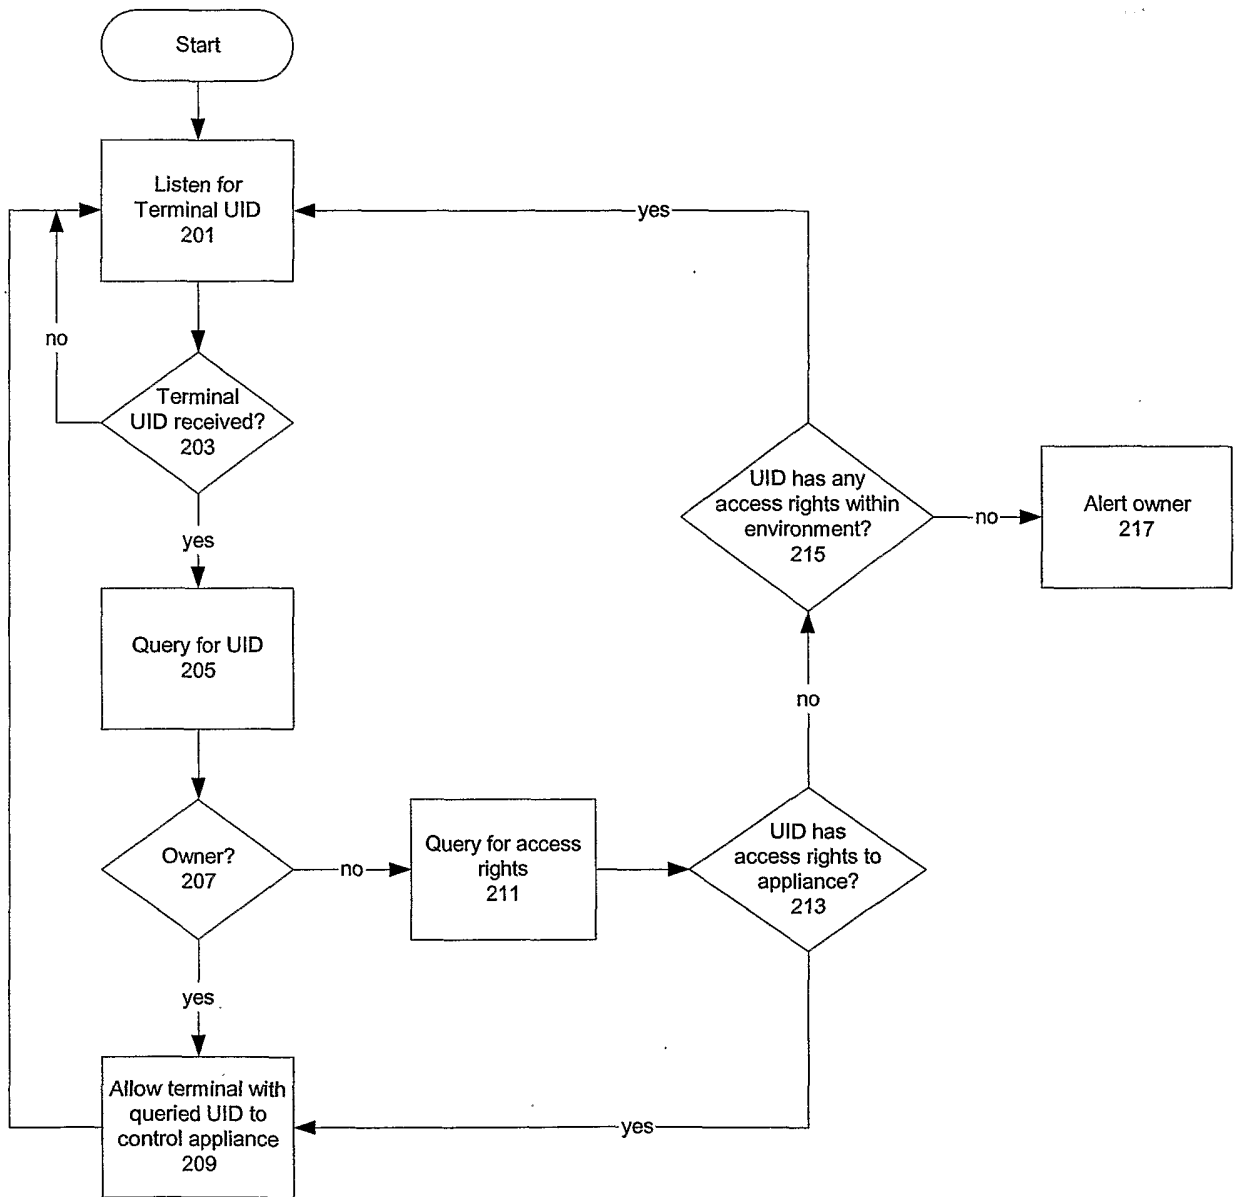 Start
Listen for
Terminal UID
201
yes
no
Terminal
UID received?
203
yes
UID has any
access rights within
environment?
215
no
Alert owner
217
Query for UID
205
no
Owner?
207
no
Query for access
rights
211
UID has
access rights to
appliance?
213
yes
Allow terminal with
queried UID to
control appliance
209
yes